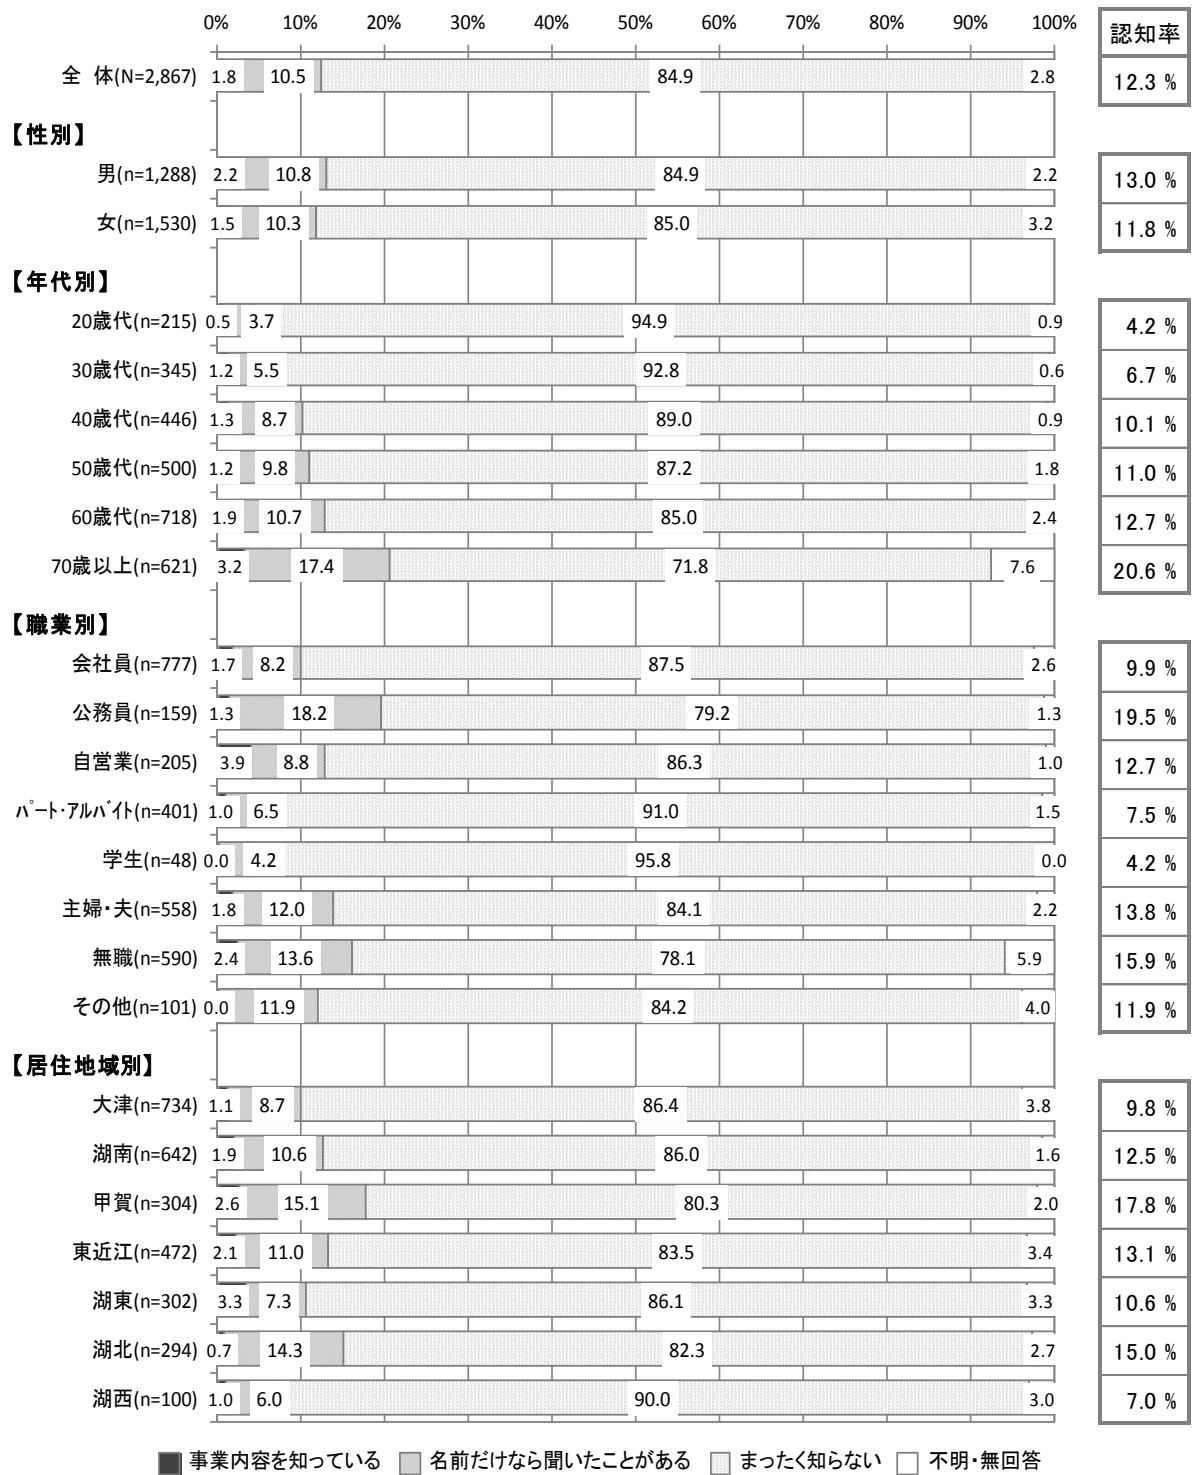 0% 10% 20% 30% 40% 50% 60% 70% 80% 90% 100%
認知率
全 体(N=2,867) 1.8 10.5 84.9 2.8 12.3 %
【性別】
男(n=1,288) 2.2 10.8 84.9 2.2 13.0 %
女(n=1,530) 1.5 10.3 85.0 3.2 11.8 %
【年代別】
20歳代(n=215) 0.5 3.7 94.9 0.9 4.2 %
30歳代(n=345) 1.2 5.5 92.8 0.6 6.7 %
40歳代(n=446) 1.3 8.7 89.0 0.9 10.1 %
50歳代(n=500) 1.2 9.8 87.2 1.8 11.0 %
60歳代(n=718) 1.9 10.7 85.0 2.4 12.7 %
70歳以上(n=621) 3.2 17.4 71.8 7.6 20.6 %
【職業別】
会社員(n=777) 1.7 8.2 87.5 2.6 9.9 %
公務員(n=159) 1.3 18.2 79.2 1.3 19.5 %
自営業(n=205) 3.9 8.8 86.3 1.0 12.7 %
ﾊﾟｰﾄ・ｱﾙﾊﾞｲﾄ(n=401) 1.0 6.5 91.0 1.5 7.5 %
学生(n=48) 0.0 4.2 95.8 0.0 4.2 %
主婦・夫(n=558) 1.8 12.0 84.1 2.2 13.8 %
無職(n=590) 2.4 13.6 78.1 5.9 15.9 %
その他(n=101) 0.0 11.9 84.2 4.0 11.9 %
【居住地域別】
大津(n=734) 1.1 8.7 86.4 3.8 9.8 %
湖南(n=642) 1.9 10.6 86.0 1.6 12.5 %
甲賀(n=304) 2.6 15.1 80.3 2.0 17.8 %
東近江(n=472) 2.1 11.0 83.5 3.4 13.1 %
湖東(n=302) 3.3 7.3 86.1 3.3 10.6 %
湖北(n=294) 0.7 14.3 82.3 2.7 15.0 %
湖西(n=100) 1.0 6.0 90.0 3.0 7.0 %
事業内容を知っている 名前だけなら聞いたことがある まったく知らない 不明・無回答